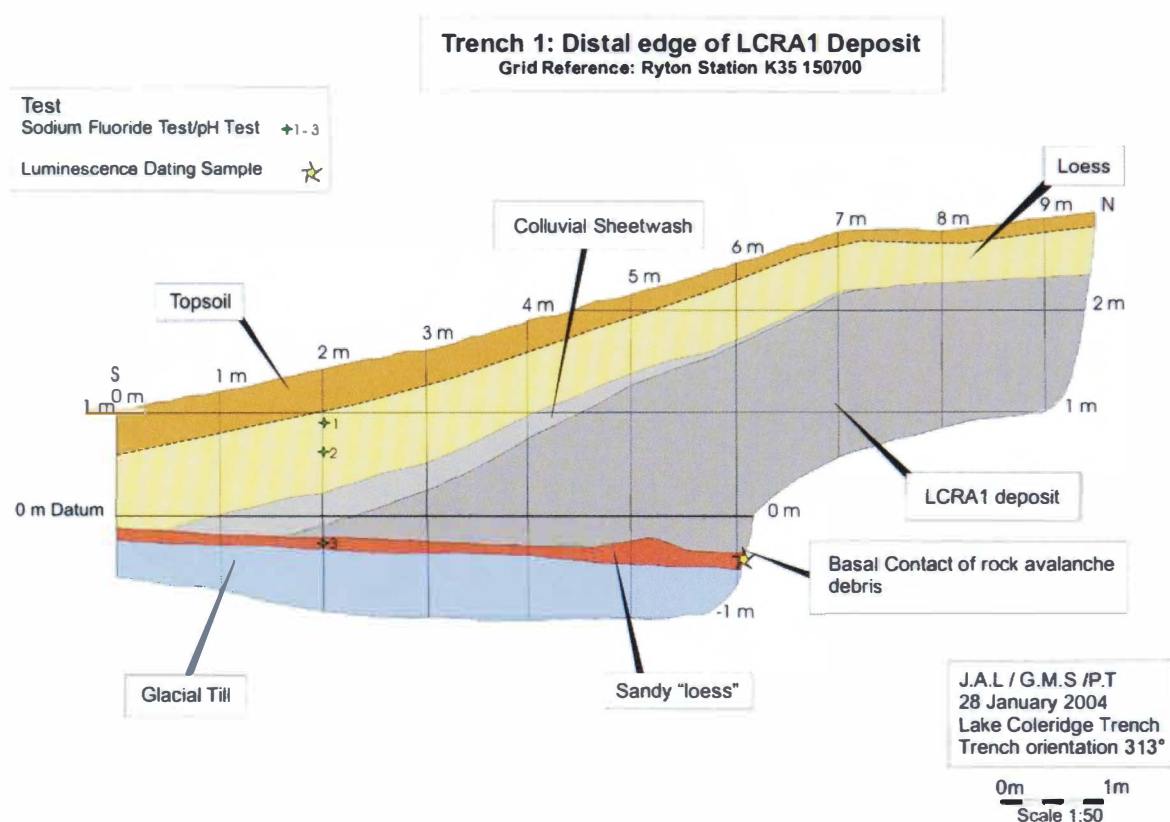 Trench 1: Distal edge of LCRA1 Deposit
Grid Reference: Ryton Station K35 150700
Test
Sodium Fluoride Test/pH Test 1-3
Luminescence Dating Sample
Loess
Colluvial Sheetwash
Topsoil
S
0 m
1 m
2 m
3 m
4 m
5 m
6 m
7 m
8 m
9 m
N
2 m
1 m
1 m
1
2
3
0 m Datum
0 m
-1 m
LCRA1 deposit
Basal Contact of rock avalanche
debris
Glacial Till
Sandy "loess"
J.A.L / G.M.S /P.T
28 January 2004
Lake Coleridge Trench
Trench orientation 313°
0m 1m
Scale 1:50